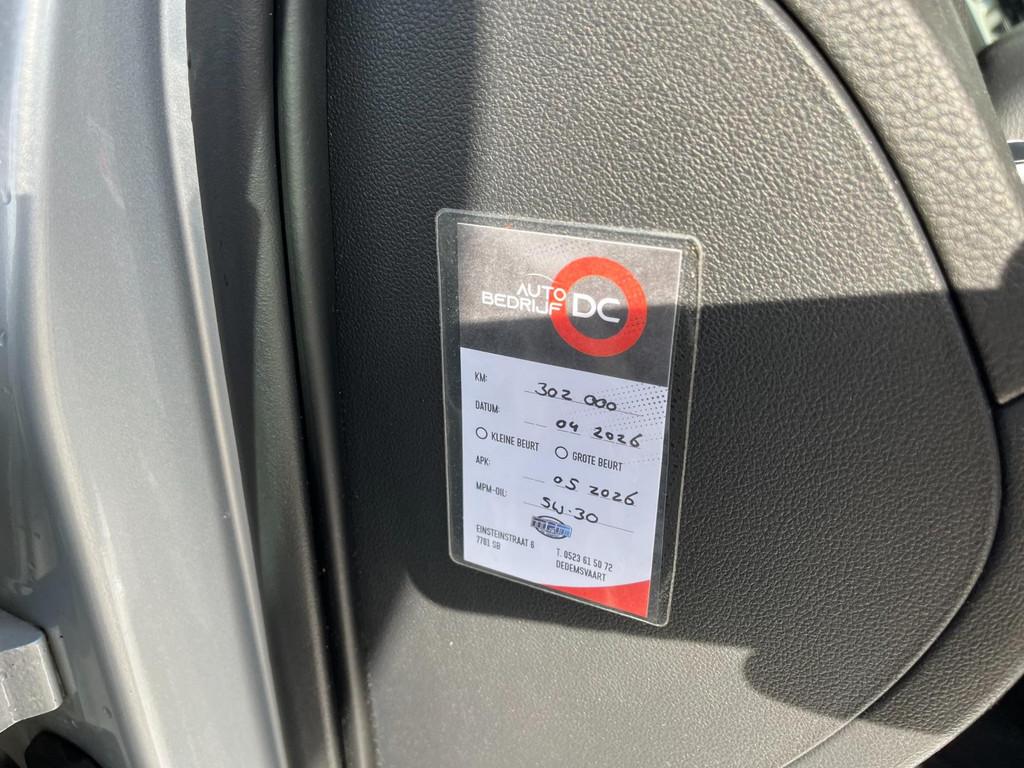 AUTO
BEDRIJF DC
KM: 302 000
DATUM: 04 2026
KLEINE BEURT GROTE BEURT
APK: 05 2026
MPM-OIL: 5W-30
EINSTEINSTRAAT 6 T. 0523 61 50 72
7701 SB DEDEMSVAART